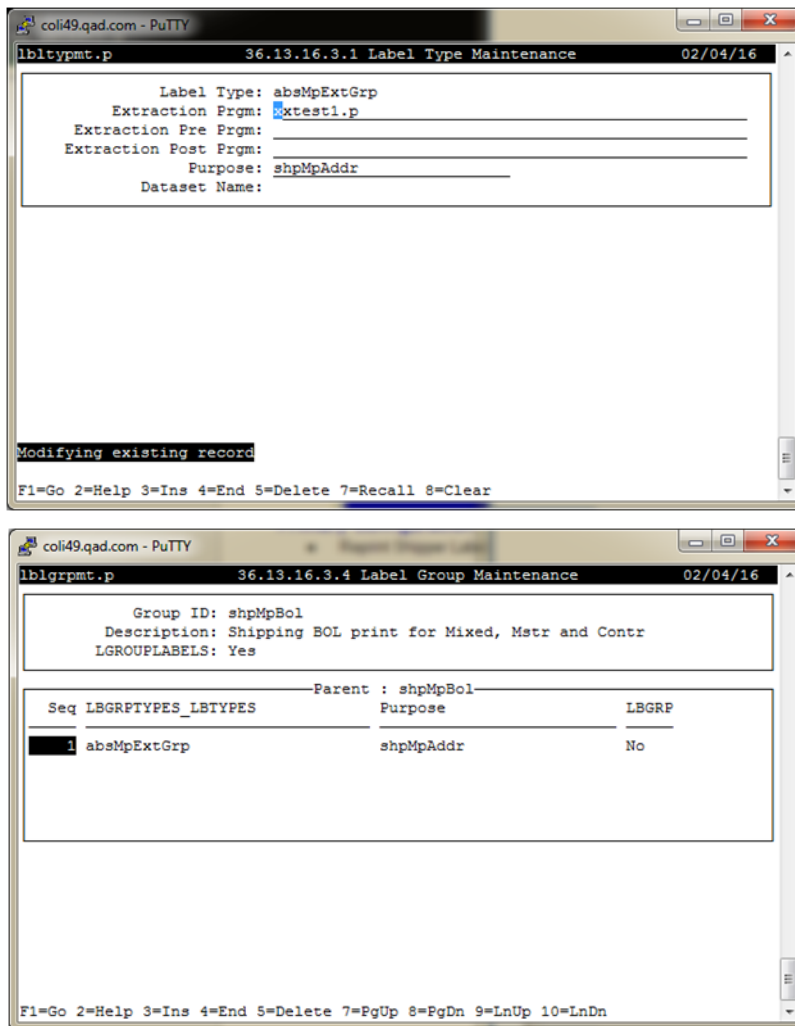 coli49.qad.com - PuTTY
lbltypmt.p 36.13.16.3.1 Label Type Maintenance 02/04/16
Label Type: absMpExtGrp
Extraction Prgm: xxtest1.p
Extraction Pre Prgm:
Extraction Post Prgm:
Purpose: shpMpAddr
Dataset Name:
Modifying existing record
F1=Go 2=Help 3=Ins 4=End 5=Delete 7=Recall 8=Clear
coli49.qad.com - PuTTY
lblgrpmt.p 36.13.16.3.4 Label Group Maintenance 02/04/16
Group ID: shpMpBol
Description: Shipping BOL print for Mixed, Mstr and Contr
LGROUPLABELS: Yes
Parent : shpMpBol
Seq LBGRPTYPES_LBTYPES Purpose LBGRP
1 absMpExtGrp shpMpAddr No
F1=Go 2=Help 3=Ins 4=End 5=Delete 7=PgUp 8=PgDn 9=LnUp 10=LnDn